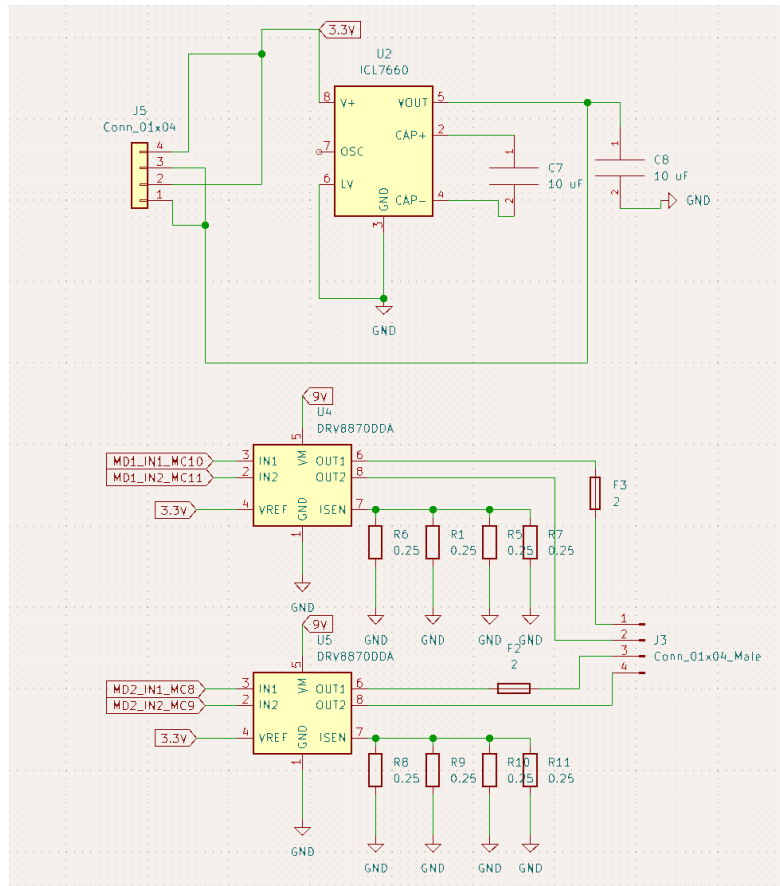 3.3V
U2
ICL7660
J5
Conn_01x04
8 V+ VOUT 5
4
3
2
1
CAP+ 2
7 OSC
6 LV
GND
3
CAP- 4
1
C7
10 uF
2
1
C8
10 uF
2
GND
GND
9V
U4
DRV8870DDA
5
VM
MD1_IN1_MC10 3 IN1 OUT1 6
MD1_IN2_MC11 2 IN2 OUT2 8
3.3V 4 VREF GND ISEN 7
1
F3
2
R6
0.25
R1
0.25
R5
0.25
R7
0.25
GND
GND GND GND GND
9V
U5
DRV8870DDA
5
VM
F2
2
1
2
3
4
J3
Conn_01x04_Male
MD2_IN1_MC8 3 IN1 OUT1 6
MD2_IN2_MC9 2 IN2 OUT2 8
3.3V 4 VREF GND ISEN 7
1
R8
0.25
R9
0.25
R10
0.25
R11
0.25
GND
GND GND GND GND